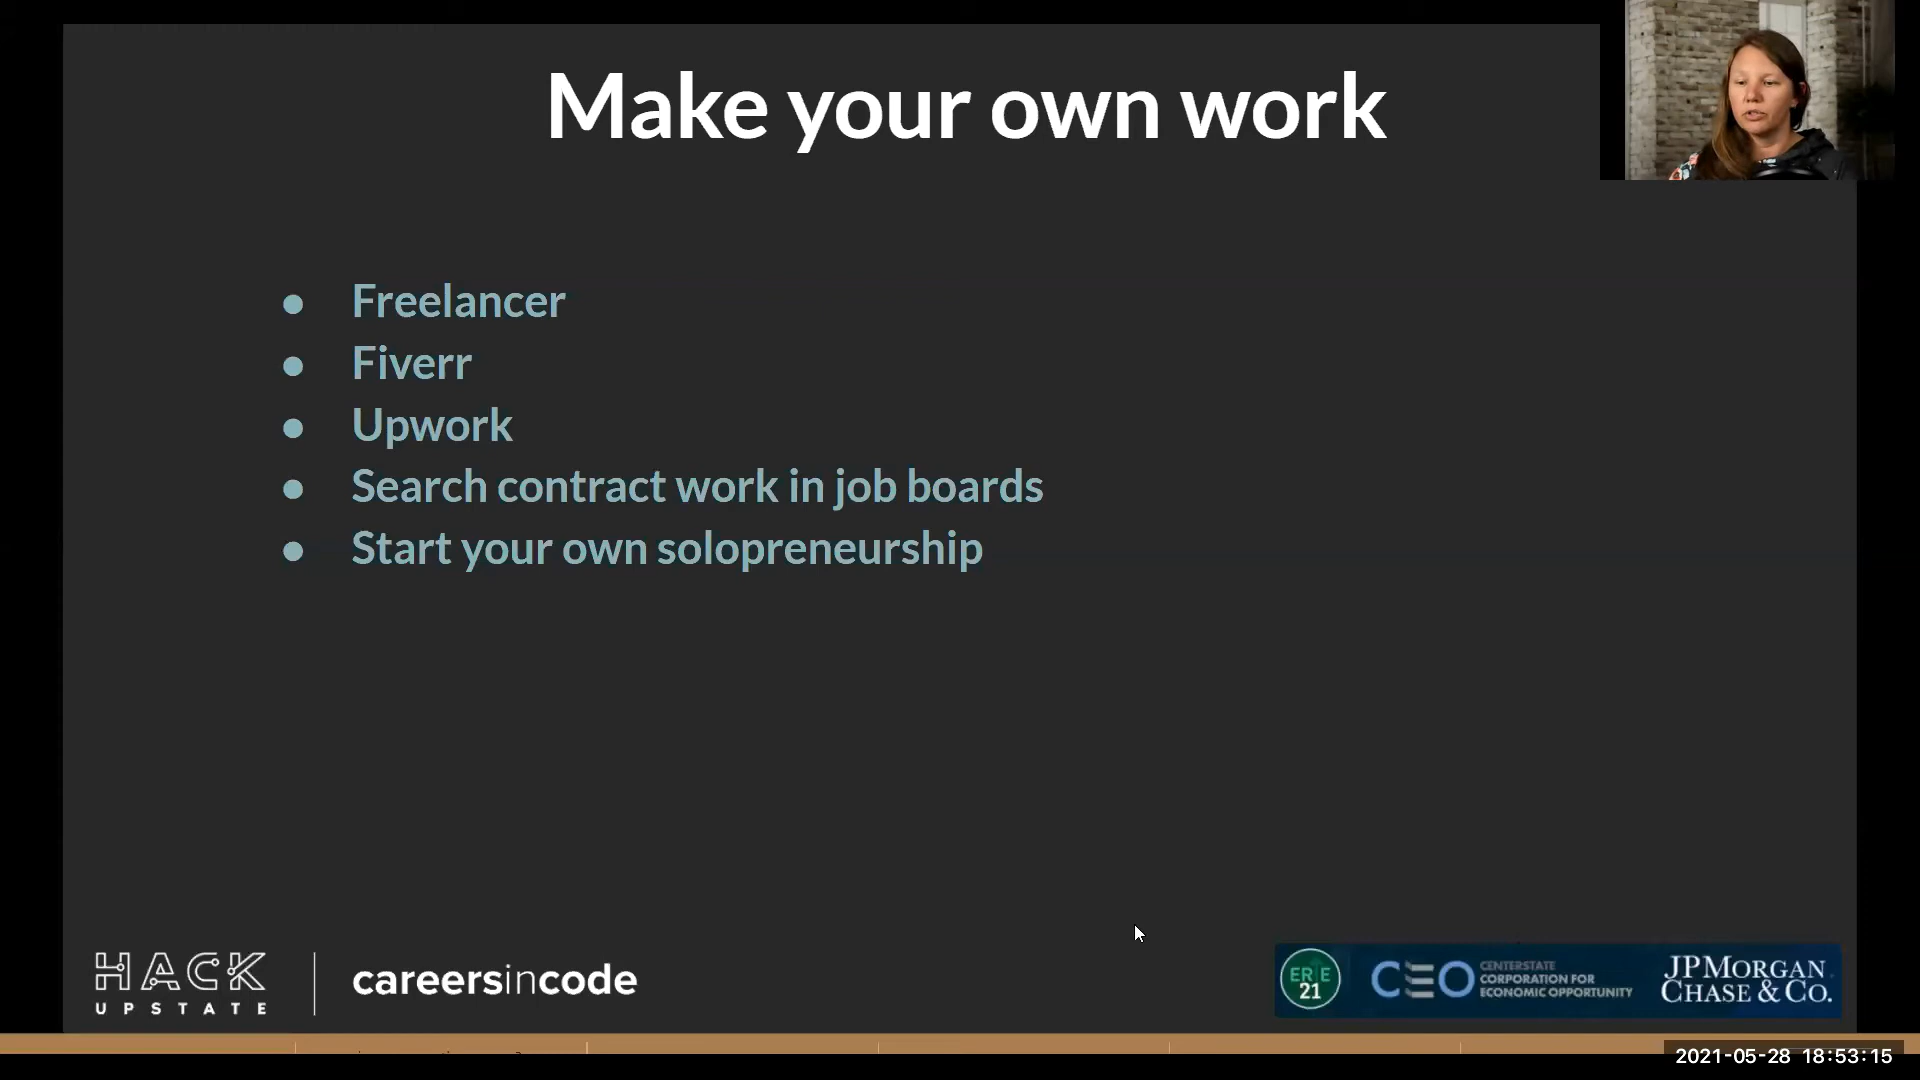 Make your own work
Freelancer
Fiverr
Upwork
Search contract work in job boards
Start your own solopreneurship
HACK
UPSTATE
careersincode
ERIE
21
CEO
CENTERSTATE
CORPORATION FOR
ECONOMIC OPPORTUNITY
JPMORGAN
CHASE & CO.
2021-05-28 18:53:15